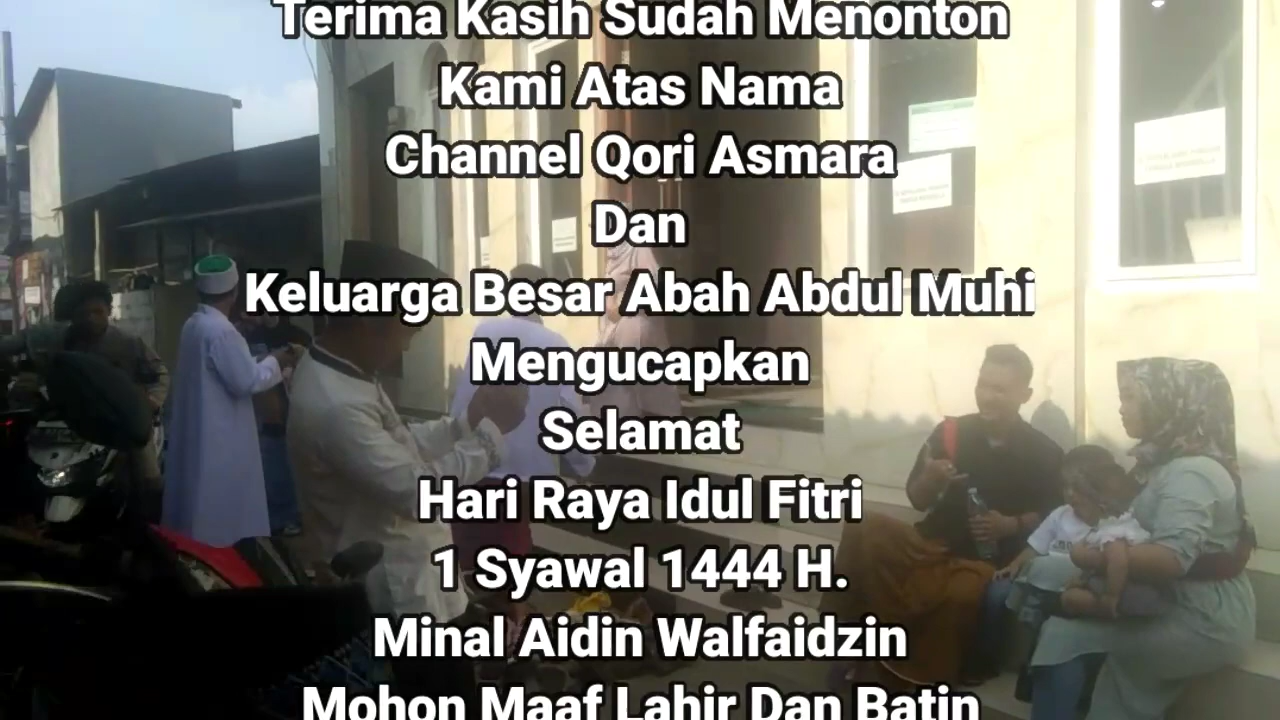 Terima Kasih Sudah Menonton
Kami Atas Nama
Channel Qori Asmara
Dan
Keluarga Besar Abah Abdul Muhi
Mengucapkan
Selamat
Hari Raya Idul Fitri
1 Syawal 1444 H.
Minal Aidin Walfaidzin
Mohon Maaf Lahir Dan Batin